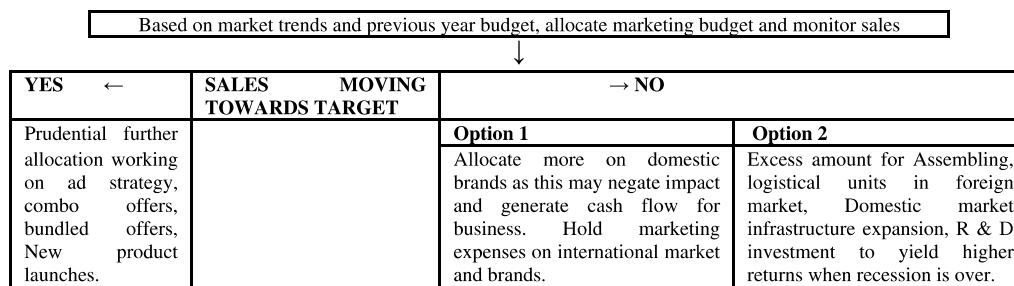 Based on market trends and previous year budget, allocate marketing budget and monitor sales
↓
YES ←
SALES MOVING
TOWARDS TARGET
→ NO
Prudential further
allocation working
on ad strategy,
combo offers,
bundled offers,
New product
launches.
Option 1
Allocate more on domestic
brands as this may negate impact
and generate cash flow for
business. Hold marketing
expenses on international market
and brands.
Option 2
Excess amount for Assembling,
logistical units in foreign
market, Domestic market
infrastructure expansion, R & D
investment to yield higher
returns when recession is over.